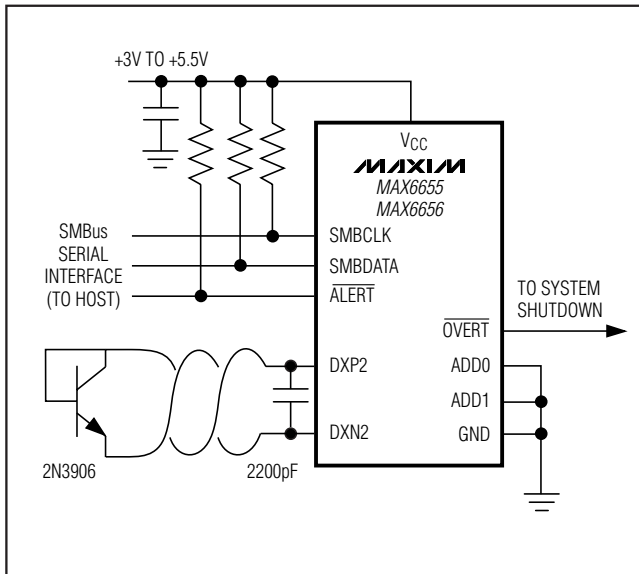 +3V TO +5.5V
VCC
MAXIM
MAX6655
MAX6656
SMBus
SERIAL
INTERFACE
(TO HOST)
SMBCLK
SMBDATA
ALERT
TO SYSTEM
SHUTDOWN
OVERT
DXP2
ADD0
ADD1
DXN2
GND
2N3906
2200pF